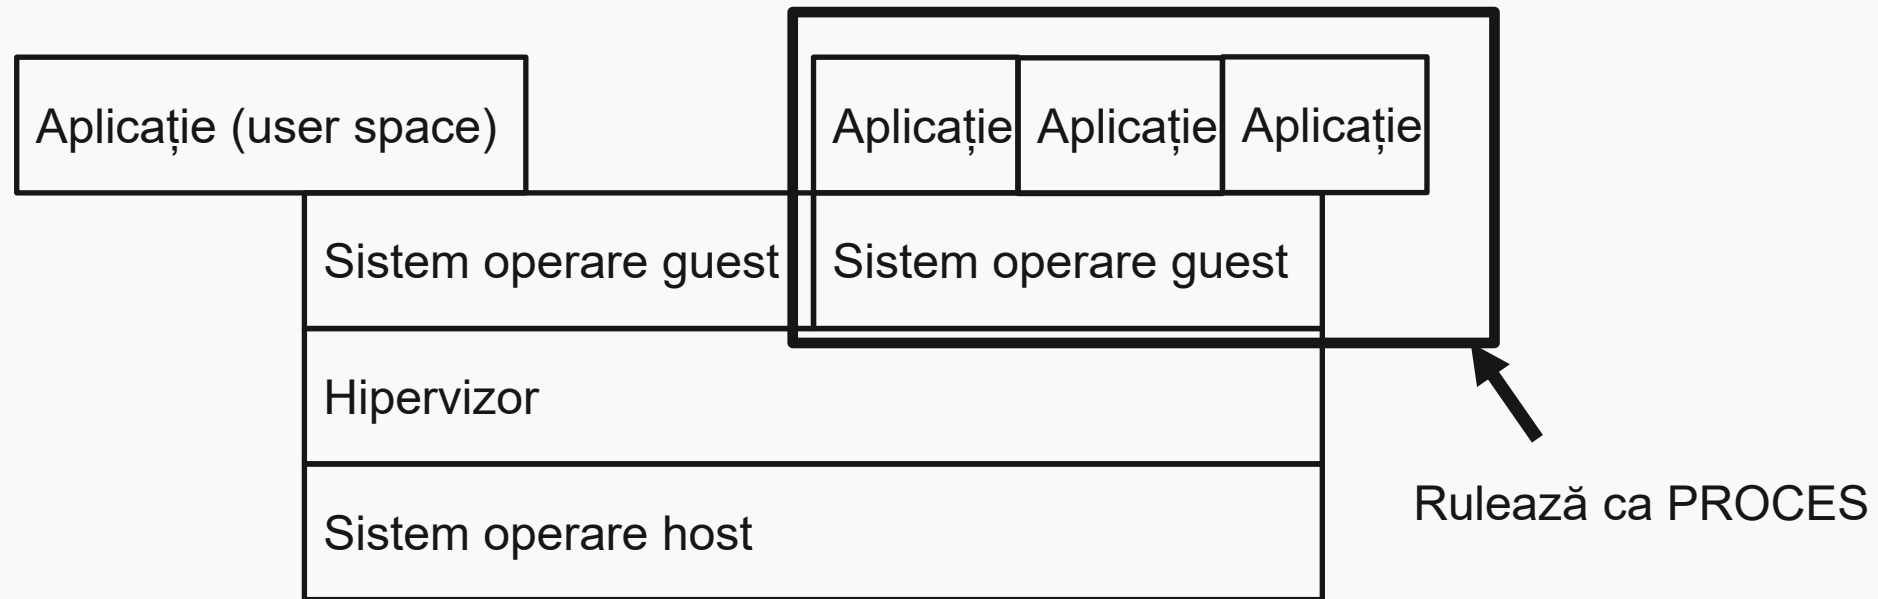 Aplicație (user space)
Aplicație
Aplicație
Aplicație
Sistem operare guest
Sistem operare guest
Hipervizor
Sistem operare host
Rulează ca PROCES